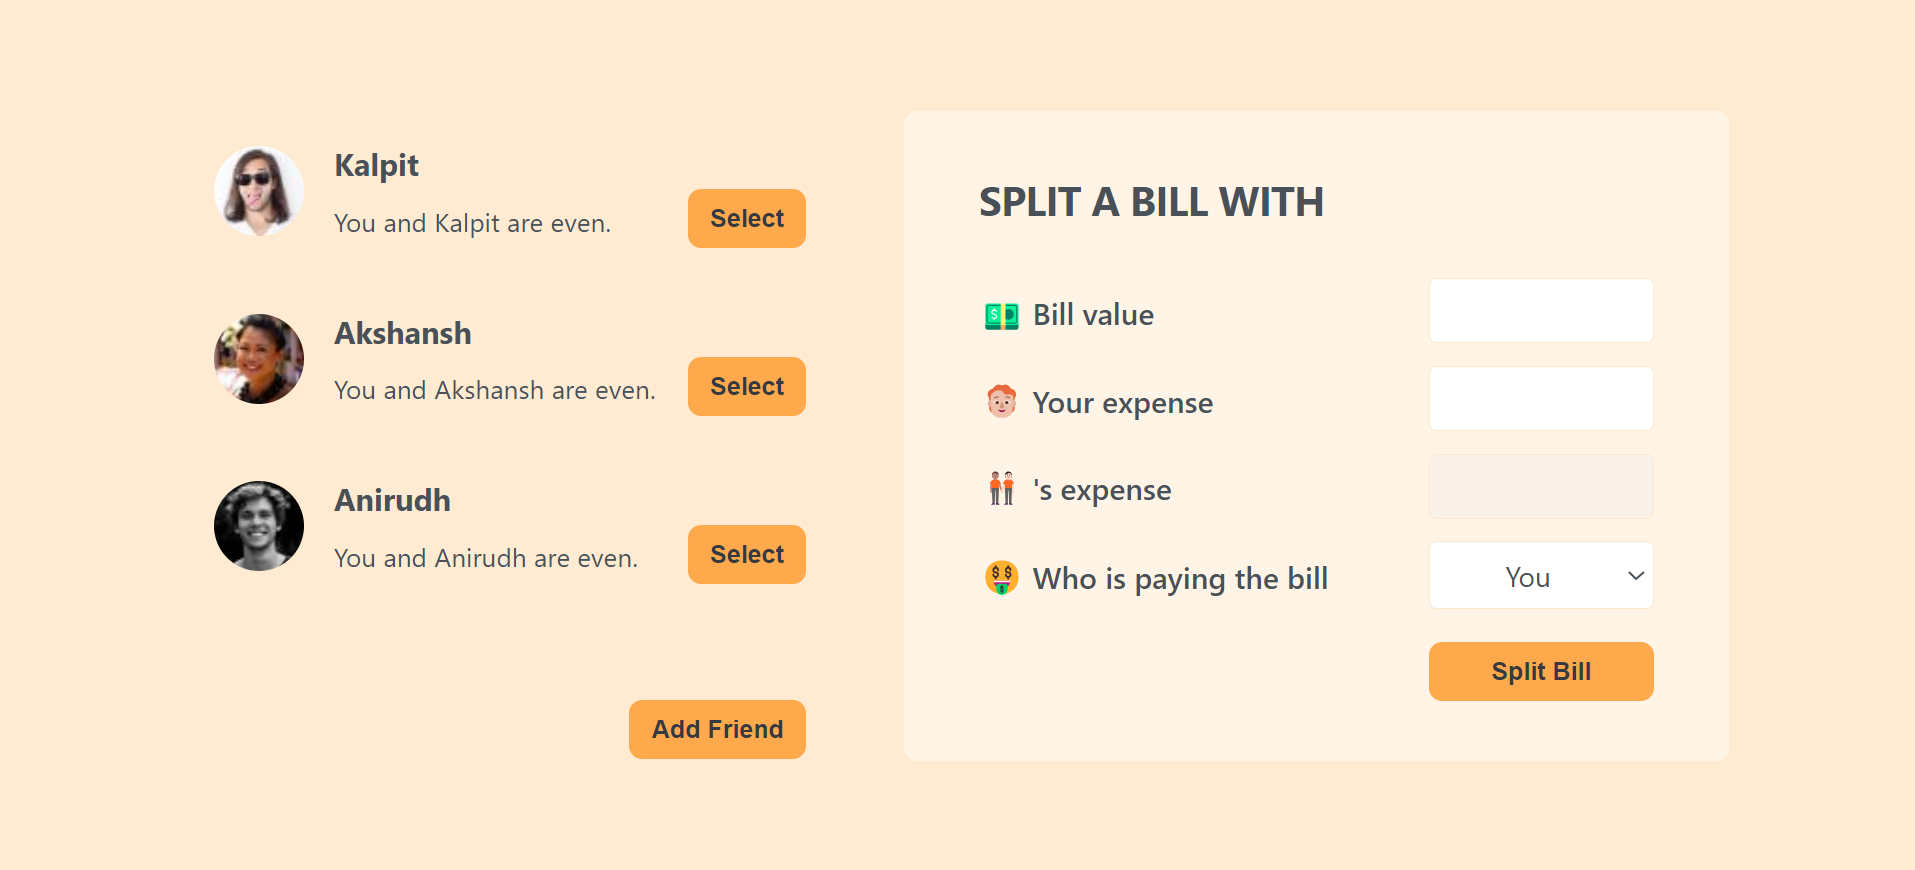 Kalpit
You and Kalpit are even.
Select
Akshansh
You and Akshansh are even.
Select
Anirudh
You and Anirudh are even.
Select
Add Friend
SPLIT A BILL WITH
💵 Bill value
🧑‍🦰 Your expense
🧑‍🤝‍🧑 's expense
🤑 Who is paying the bill
You
Split Bill